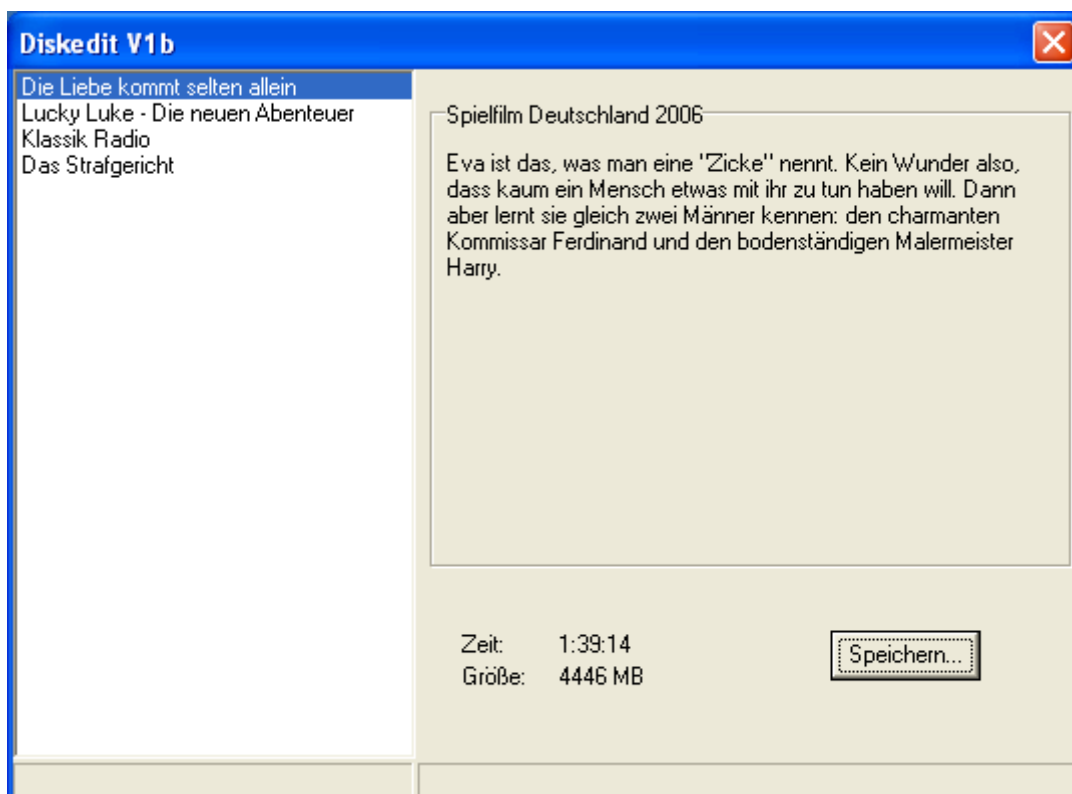 Diskedit V1b
Die Liebe kommt selten allein
Lucky Luke - Die neuen Abenteuer
Klassik Radio
Das Strafgericht
Spielfilm Deutschland 2006
Eva ist das, was man eine "Zicke" nennt. Kein Wunder also,
dass kaum ein Mensch etwas mit ihr zu tun haben will. Dann
aber lernt sie gleich zwei Männer kennen: den charmanten
Kommissar Ferdinand und den bodenständigen Malermeister
Harry.
Zeit: 1:39:14
Größe: 4446 MB
Speichern...